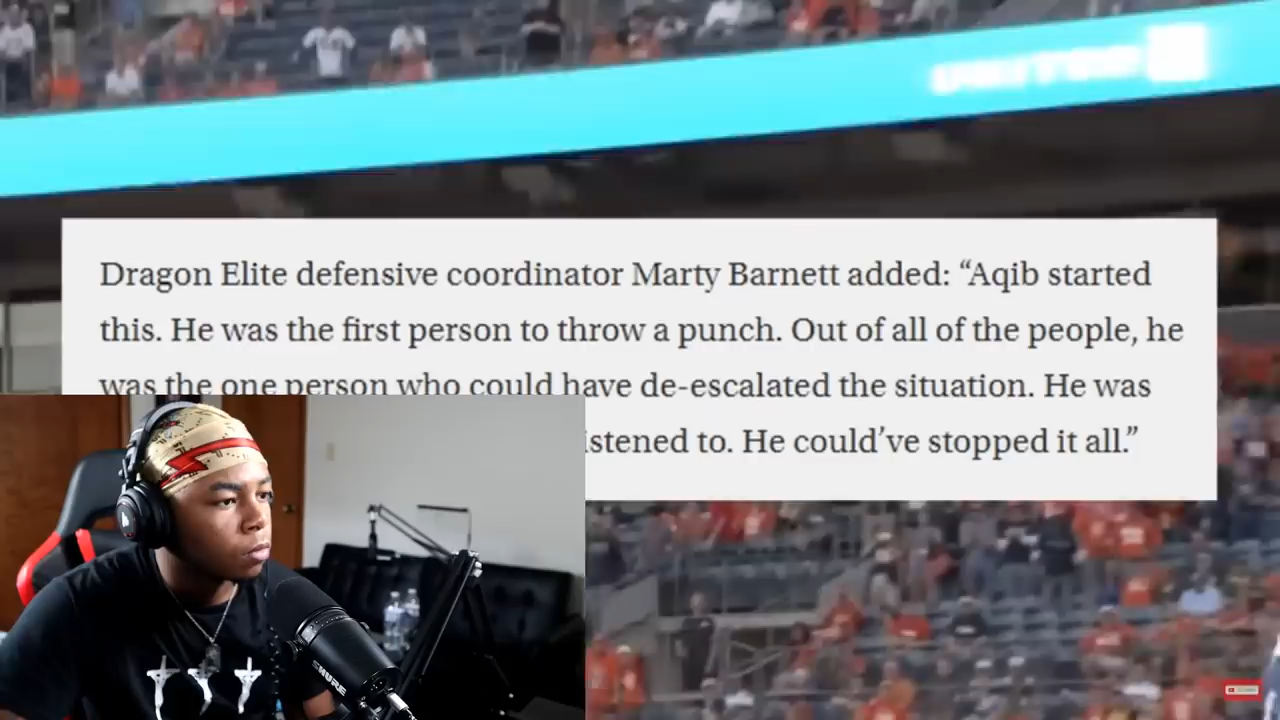 UNITED
Dragon Elite defensive coordinator Marty Barnett added: “Aqib started
this. He was the first person to throw a punch. Out of all of the people, he
was the one person who could have de-escalated the situation. He was
istened to. He could’ve stopped it all.”
SHURE